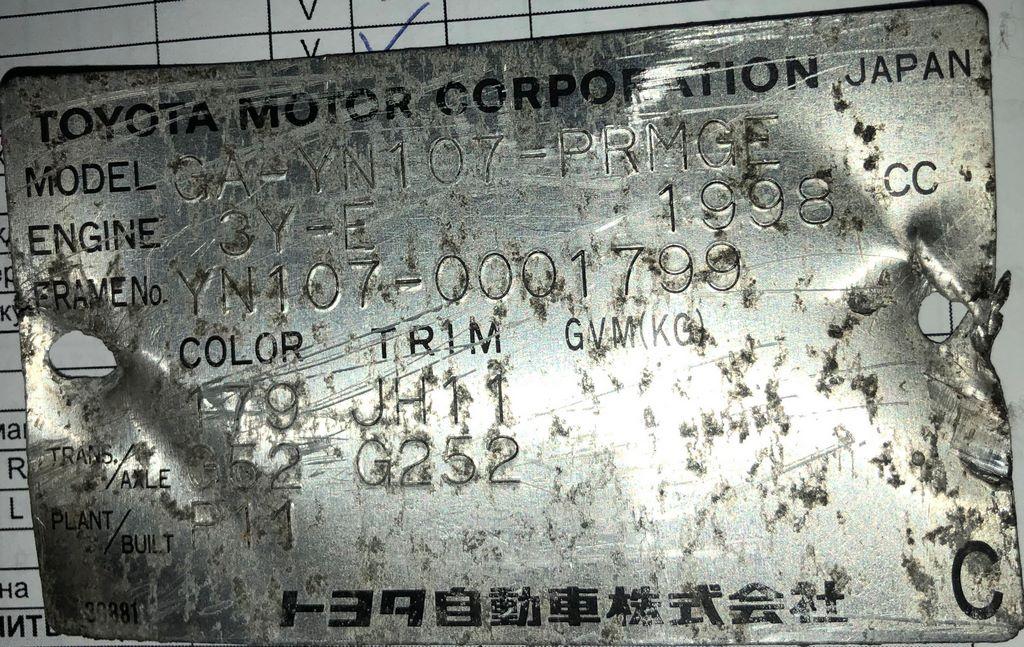 V
V
TOYOTA MOTOR CORPORATION JAPAN
MODEL GA-YN107-PRMGE
ENGINE 3Y-E 1998 CC
FRAME No. YN107-0001799
COLOR TRIM GVM(KG)
179 JH11
TRANS./AXLE G52 G252
PLANT/BUILT P11
C
トヨタ自動車株式会社
R
L
на